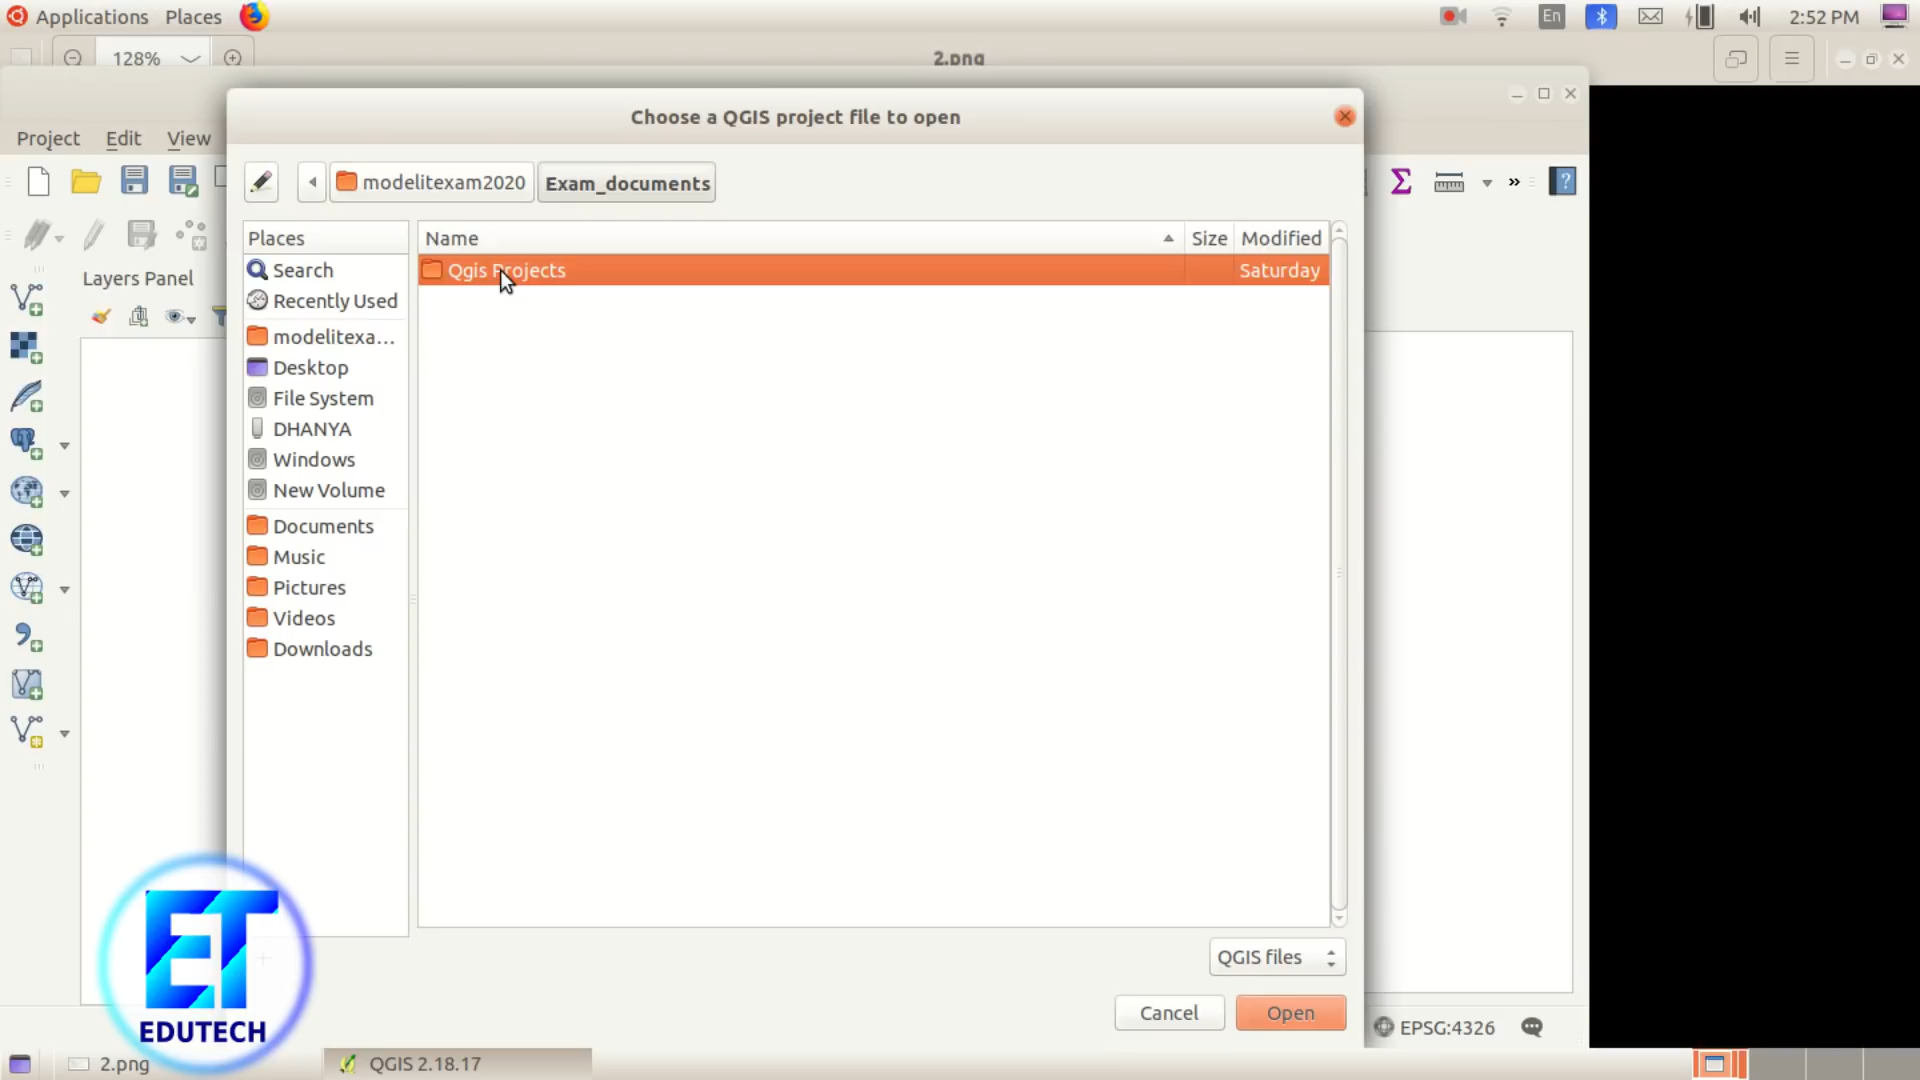 Applications Places En 2:52 PM
128% 2.png
Choose a QGIS project file to open
Project Edit View
modelitexam2020 Exam_documents
Places Name Size Modified
Search
Qgis Projects Saturday
Recently Used
Layers Panel
modelitexa...
Desktop
File System
DHANYA
Windows
New Volume
Documents
Music
Pictures
Videos
Downloads
QGIS files
Cancel Open
EPSG:4326
ET
EDUTECH
2.png QGIS 2.18.17